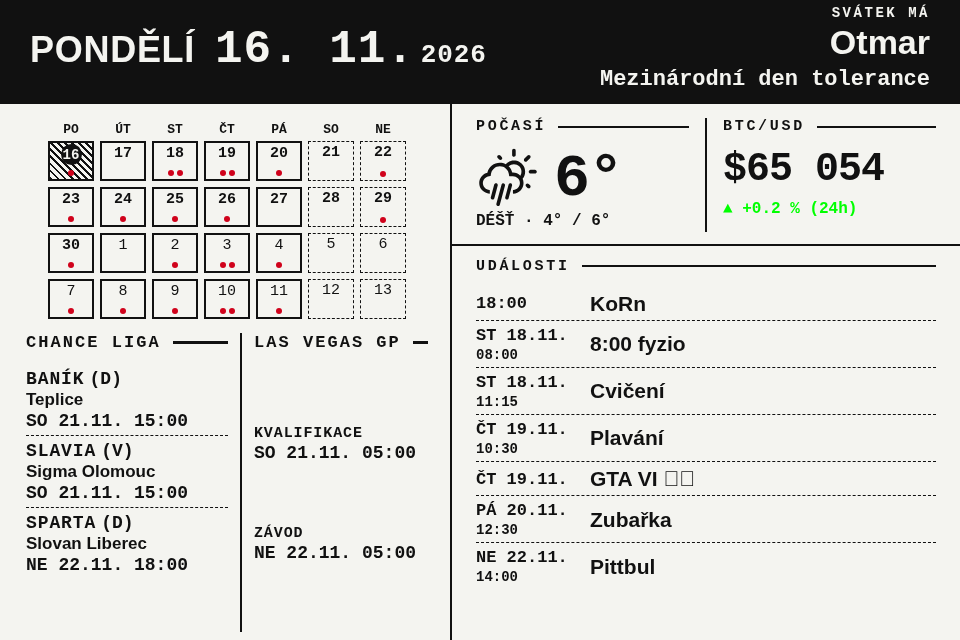 PONDĚLÍ 16. 11. 2026
SVÁTEK MÁ
Otmar
Mezinárodní den tolerance
PO ÚT ST ČT PÁ SO NE
16 17 18 19 20 21 22
23 24 25 26 27 28 29
30 1 2 3 4 5 6
7 8 9 10 11 12 13
CHANCE LIGA
BANÍK (D)
Teplice
SO 21.11. 15:00
SLAVIA (V)
Sigma Olomouc
SO 21.11. 15:00
SPARTA (D)
Slovan Liberec
NE 22.11. 18:00
LAS VEGAS GP
KVALIFIKACE
SO 21.11. 05:00
ZÁVOD
NE 22.11. 05:00
POČASÍ
6°
DÉŠŤ · 4° / 6°
BTC/USD
$65 054
▲ +0.2 % (24h)
UDÁLOSTI
18:00 KoRn
ST 18.11.
08:00
8:00 fyzio
ST 18.11.
11:15
Cvičení
ČT 19.11.
10:30
Plavání
ČT 19.11. GTA VI
PÁ 20.11.
12:30
Zubařka
NE 22.11.
14:00
Pittbul